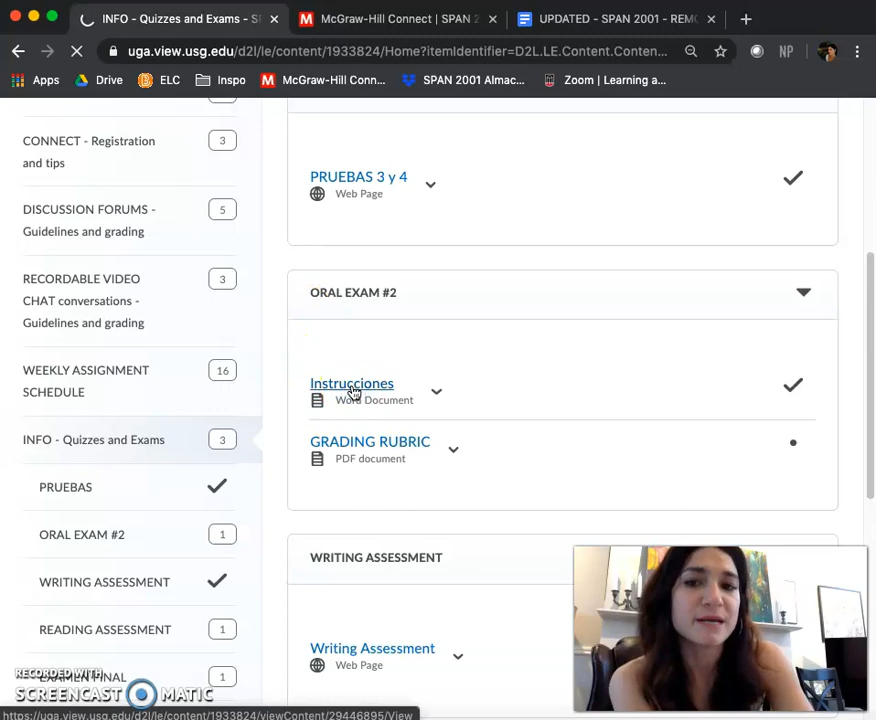 INFO - Quizzes and Exams - SF
McGraw-Hill Connect | SPAN 2
UPDATED - SPAN 2001 - REMO
uga.view.usg.edu/d2l/le/content/1933824/Home?itemIdentifier=D2L.LE.Content.Conten...
NP
Apps
Drive
ELC
Inspo
McGraw-Hill Conn...
SPAN 2001 Almac...
Zoom | Learning a...
CONNECT - Registration
and tips
3
DISCUSSION FORUMS -
Guidelines and grading
5
RECORDABLE VIDEO
CHAT conversations -
Guidelines and grading
3
WEEKLY ASSIGNMENT
SCHEDULE
16
INFO - Quizzes and Exams
3
PRUEBAS
ORAL EXAM #2
1
WRITING ASSESSMENT
READING ASSESSMENT
1
EXAMEN FINAL
1
PRUEBAS 3 y 4
Web Page
ORAL EXAM #2
Instrucciones
Word Document
GRADING RUBRIC
PDF document
WRITING ASSESSMENT
Writing Assessment
Web Page
RECORDED WITH
SCREENCAST MATIC
https://uga.view.usg.edu/d2l/le/content/1933824/viewContent/29446895/View